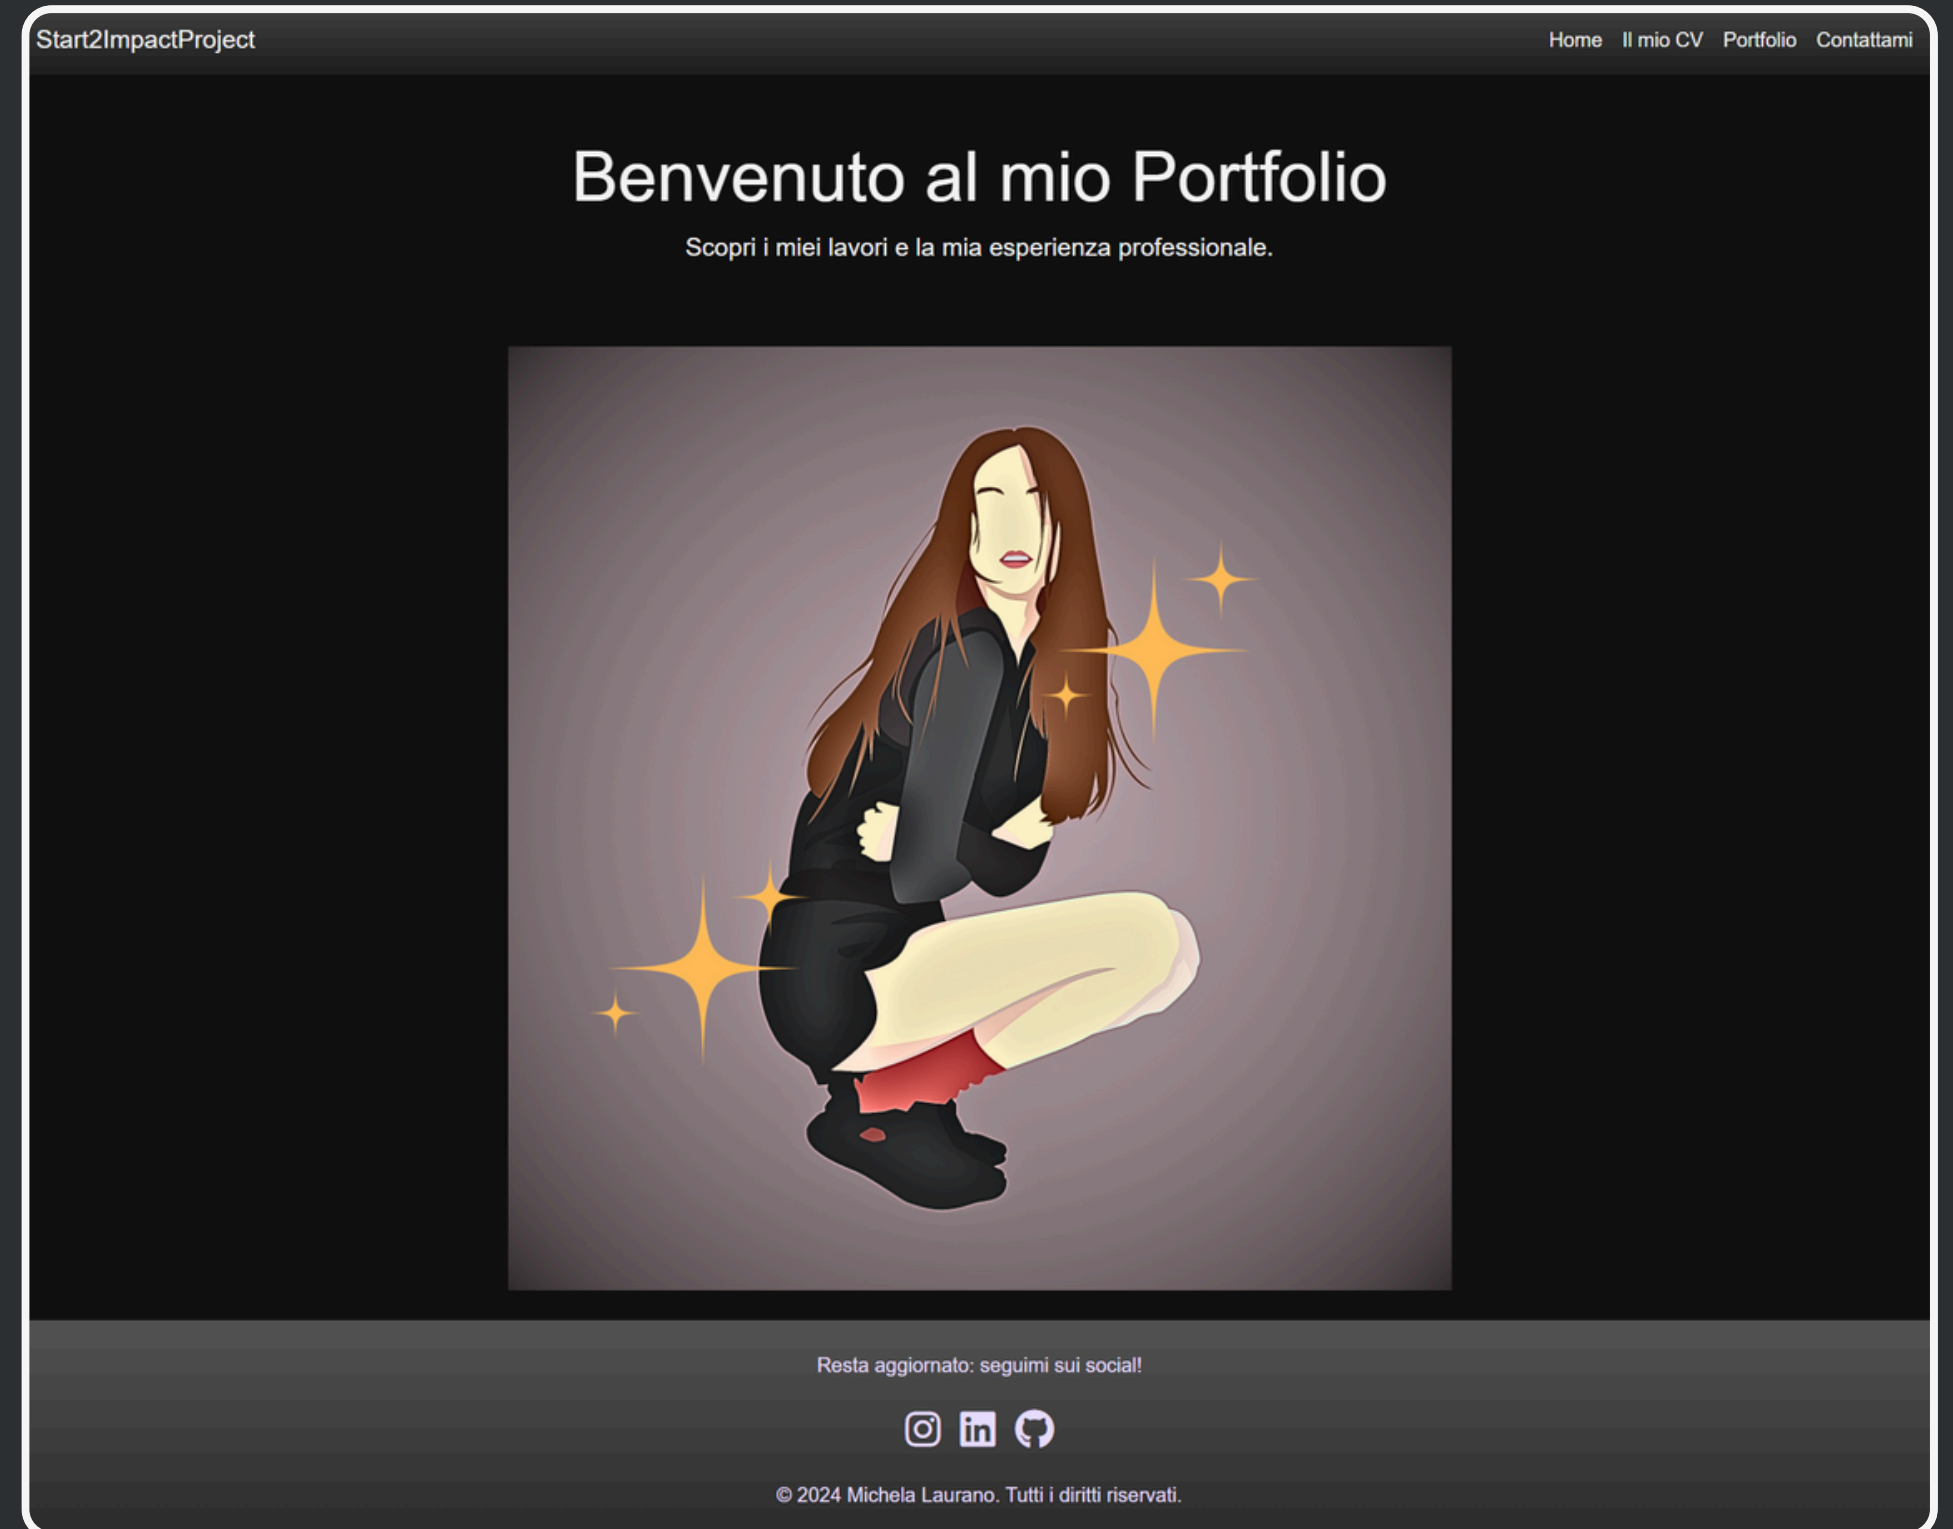 Start2ImpactProject
Home Il mio CV Portfolio Contattami
Benvenuto al mio Portfolio
Scopri i miei lavori e la mia esperienza professionale.
Resta aggiornato: seguimi sui social!
in
© 2024 Michela Laurano. Tutti i diritti riservati.